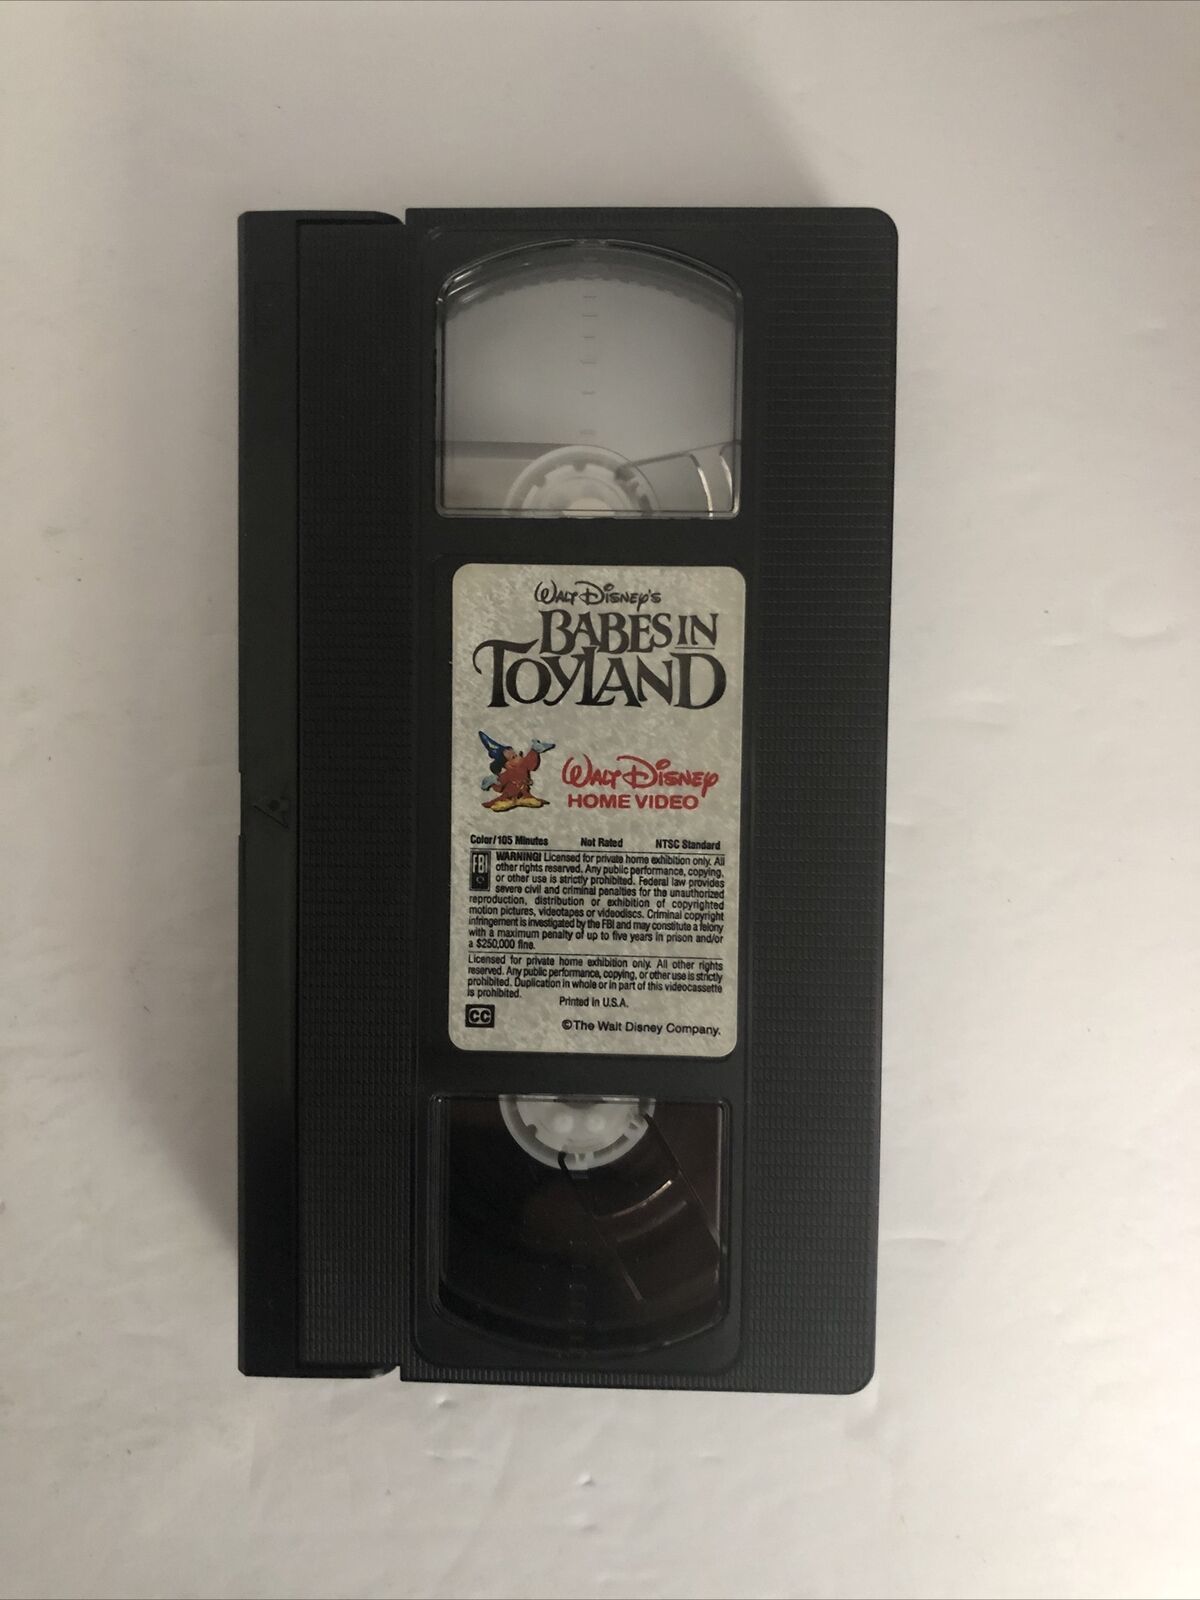 WALT DISNEY'S
BABES IN
TOYLAND
WALT DISNEY
HOME VIDEO
Color/105 Minutes Not Rated NTSC Standard
FBI WARNING! Licensed for private home exhibition only. All
other rights reserved. Any public performance, copying,
or other use is strictly prohibited. Federal law provides
severe civil and criminal penalties for the unauthorized
reproduction, distribution or exhibition of copyrighted
motion pictures, videotapes or videodiscs. Criminal copyright
infringement is investigated by the FBI and may constitute a felony
with a maximum penalty of up to five years in prison and/or
a $250,000 fine.
Licensed for private home exhibition only. All other rights
reserved. Any public performance, copying, or other use is strictly
prohibited. Duplication in whole or in part of this videocassette
is prohibited.
Printed in U.S.A.
CC
©The Walt Disney Company.